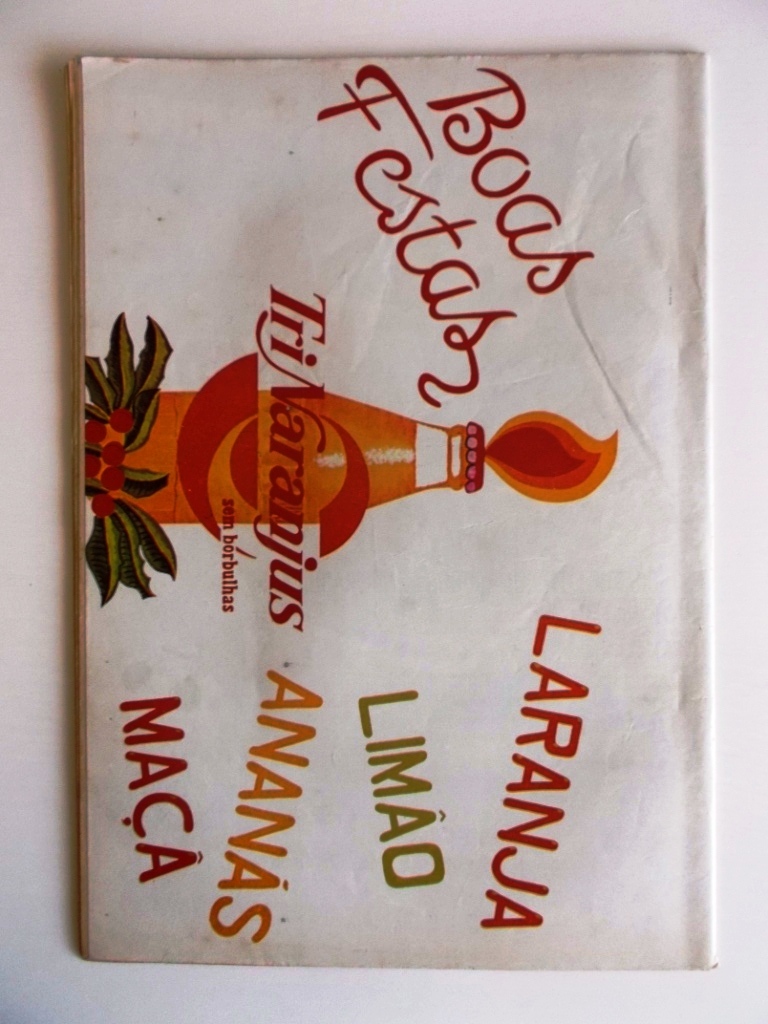 Boas
Festas
TriNaranjus
sem borbulhas
LARANJA
LIMÃO
ANANÁS
MAÇÃ